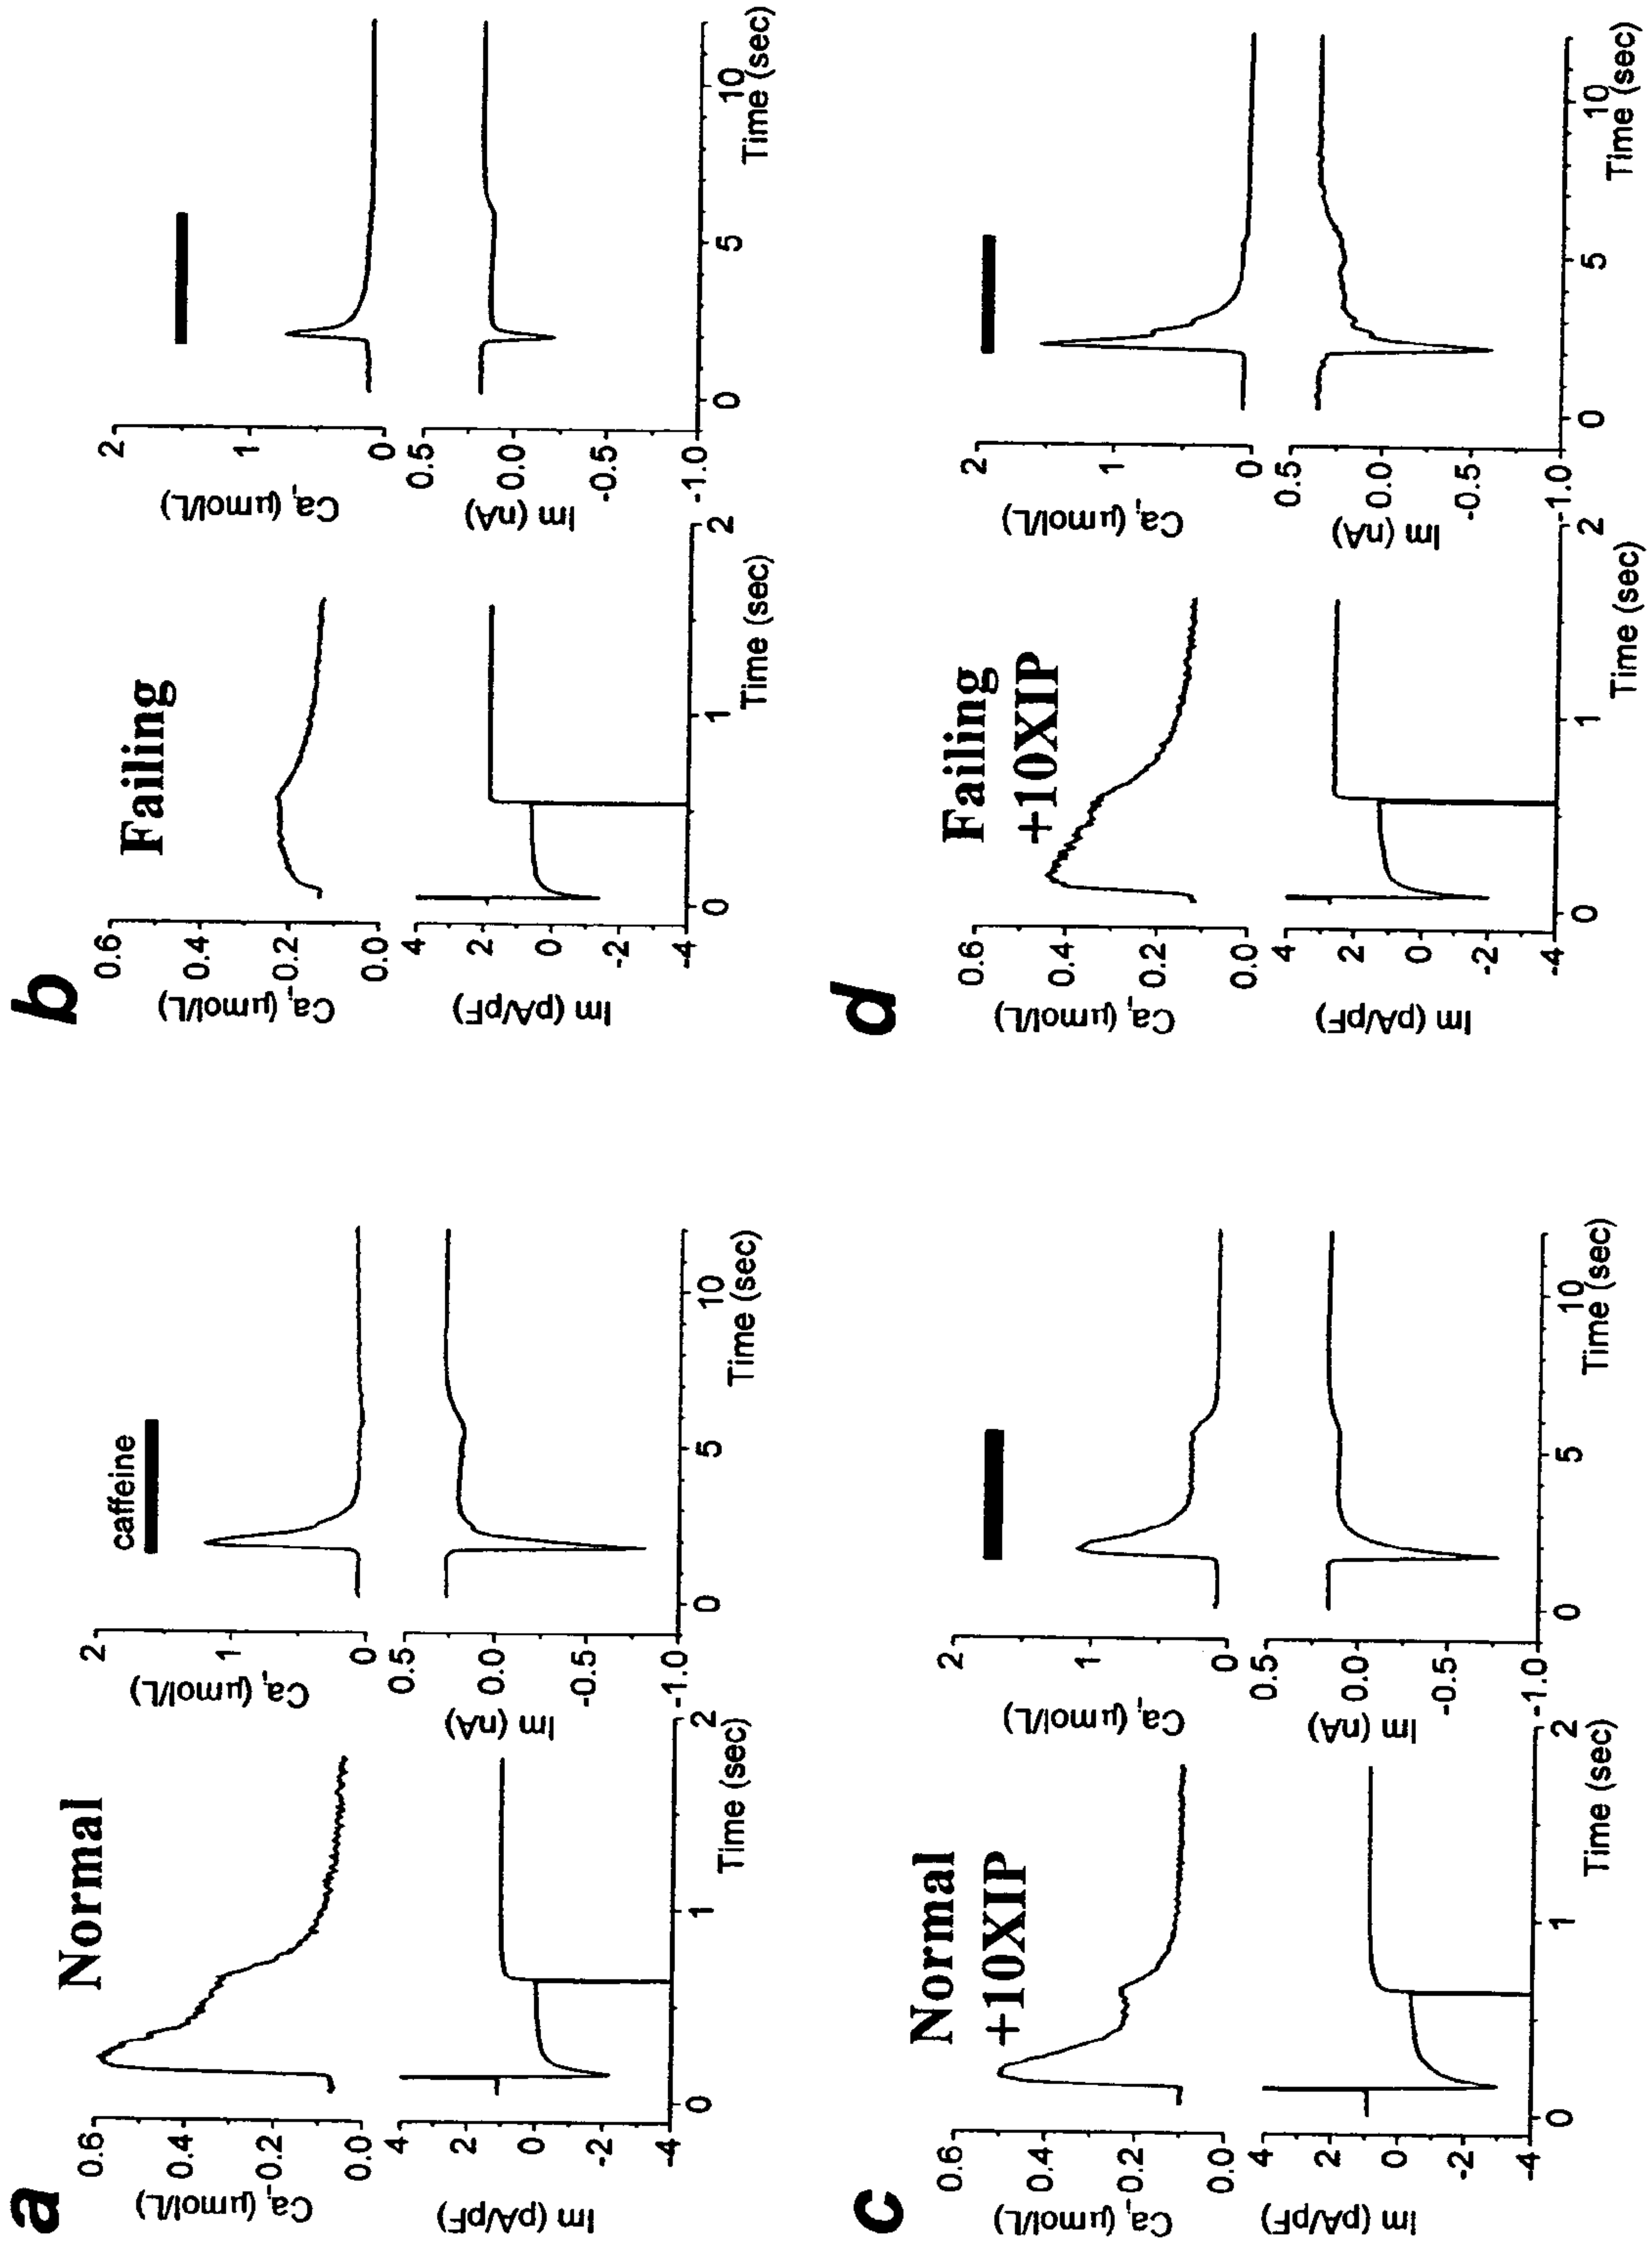 a
Normal
0.6
0.4
0.2
0.0
Caᵢ (µmol/L)
4
2
0
-2
-4
Im (pA/pF)
0
1
2
Time (sec)
caffeine
2
1
0
Caᵢ (µmol/L)
0.5
0.0
-0.5
-1.0
Im (nA)
0
5
10
Time (sec)
b
Failing
0.6
0.4
0.2
0.0
Caᵢ (µmol/L)
4
2
0
-2
-4
Im (pA/pF)
0
1
2
Time (sec)
2
1
0
Caᵢ (µmol/L)
0.5
0.0
-0.5
-1.0
Im (nA)
0
5
10
Time (sec)
c
Normal
+10XIP
0.6
0.4
0.2
0.0
Caᵢ (µmol/L)
4
2
0
-2
-4
Im (pA/pF)
0
1
2
Time (sec)
2
1
0
Caᵢ (µmol/L)
0.5
0.0
-0.5
-1.0
Im (nA)
0
5
10
Time (sec)
d
Failing
+10XIP
0.6
0.4
0.2
0.0
Caᵢ (µmol/L)
4
2
0
-2
-4
Im (pA/pF)
0
1
2
Time (sec)
2
1
0
Caᵢ (µmol/L)
0.5
0.0
-0.5
-1.0
Im (nA)
0
5
10
Time (sec)